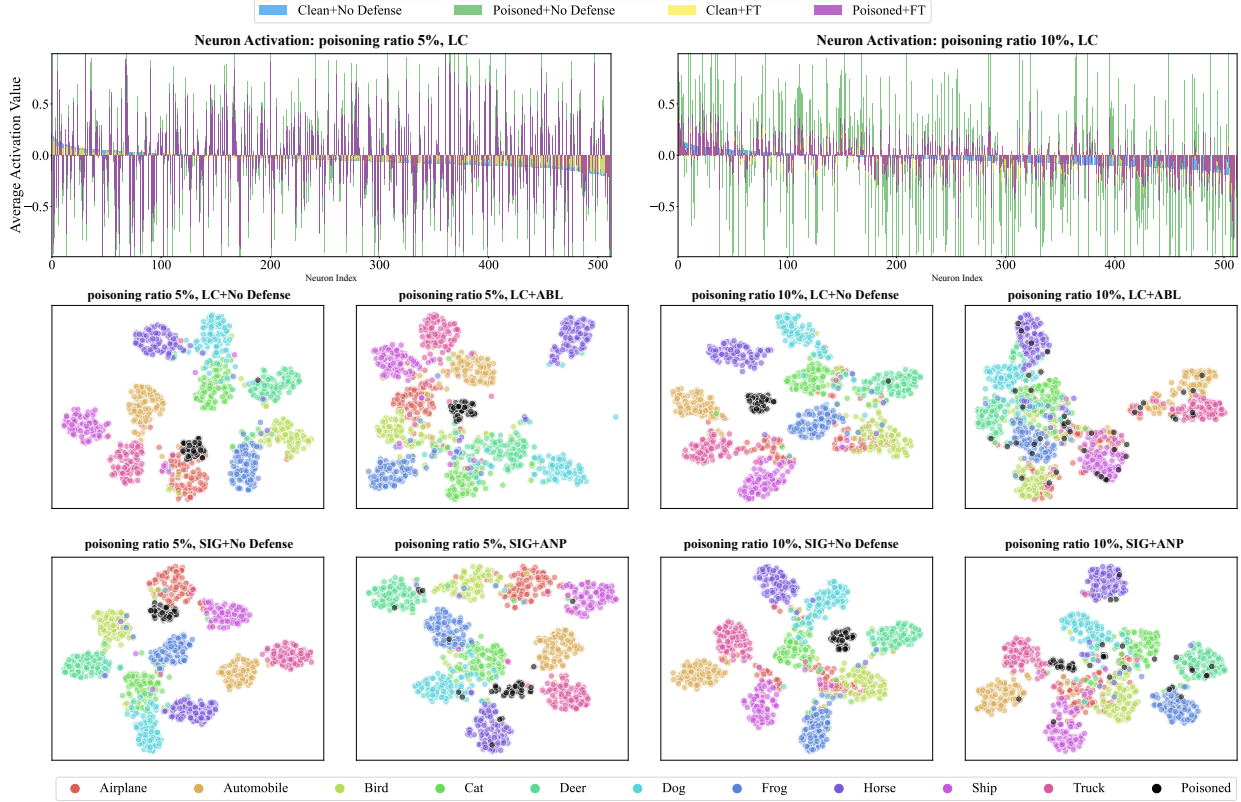 Clean+No Defense Poisoned+No Defense Clean+FT Poisoned+FT
Neuron Activation: poisoning ratio 5%, LC
Neuron Activation: poisoning ratio 10%, LC
Average Activation Value
0.5
0.0
−0.5
0 100 200 300 400 500
Neuron Index
0.5
0.0
−0.5
0 100 200 300 400 500
Neuron Index
poisoning ratio 5%, LC+No Defense
poisoning ratio 5%, LC+ABL
poisoning ratio 10%, LC+No Defense
poisoning ratio 10%, LC+ABL
poisoning ratio 5%, SIG+No Defense
poisoning ratio 5%, SIG+ANP
poisoning ratio 10%, SIG+No Defense
poisoning ratio 10%, SIG+ANP
Airplane Automobile Bird Cat Deer Dog Frog Horse Ship Truck Poisoned